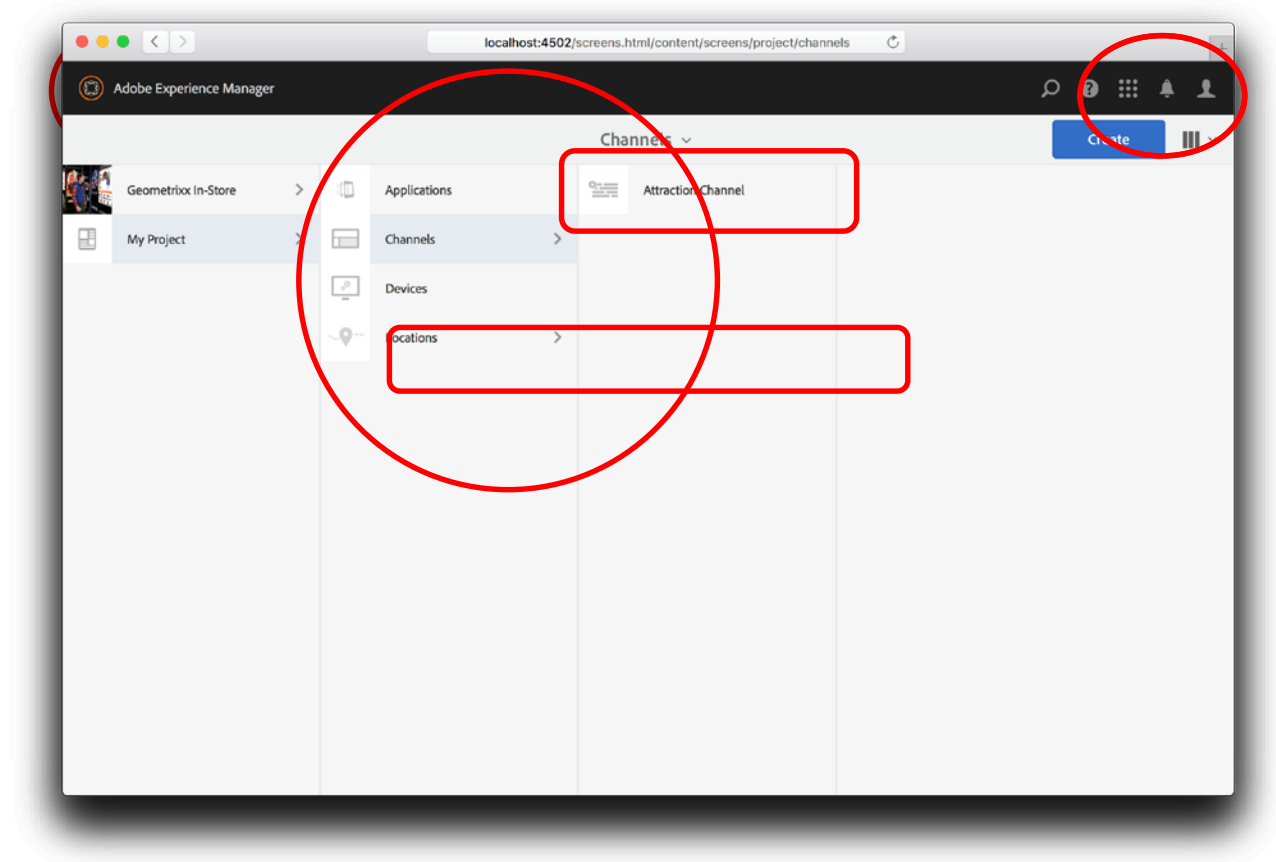 localhost:4502/screens.html/content/screens/project/channels
Adobe Experience Manager
Channels
Create
Geometrixx In-Store
Applications
Attraction Channel
My Project
Channels
Devices
Locations